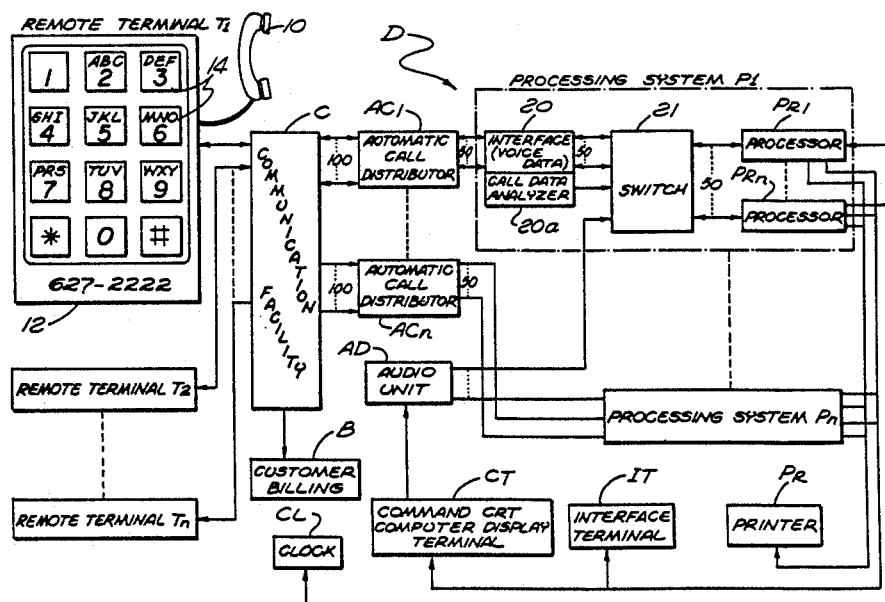 REMOTE TERMINAL T1
10
1
ABC
2
DEF
3
14
GHI
4
JKL
5
MNO
6
PRS
7
TUV
8
WXY
9
*
0
#
627-2222
12
REMOTE TERMINAL T2
REMOTE TERMINAL Tn
C
COMMUNICATION FACILITY
100
AC1
AUTOMATIC
CALL
DISTRIBUTOR
50
100
AUTOMATIC
CALL
DISTRIBUTOR
50
ACn
D
PROCESSING SYSTEM P1
20
INTERFACE
(VOICE
DATA)
CALL DATA
ANALYZER
20a
50
21
SWITCH
50
PR1
PROCESSOR
PRn
PROCESSOR
AD
AUDIO
UNIT
PROCESSING SYSTEM Pn
B
CUSTOMER
BILLING
CL
CLOCK
CT
COMMAND CRT
COMPUTER DISPLAY
TERMINAL
IT
INTERFACE
TERMINAL
PR
PRINTER